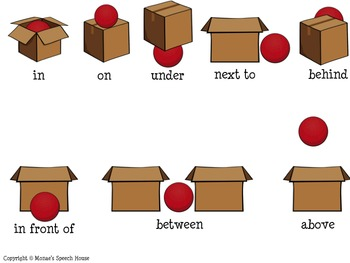 in
on
under
next to
behind
in front of
between
above
Copyright © Monae's Speech House